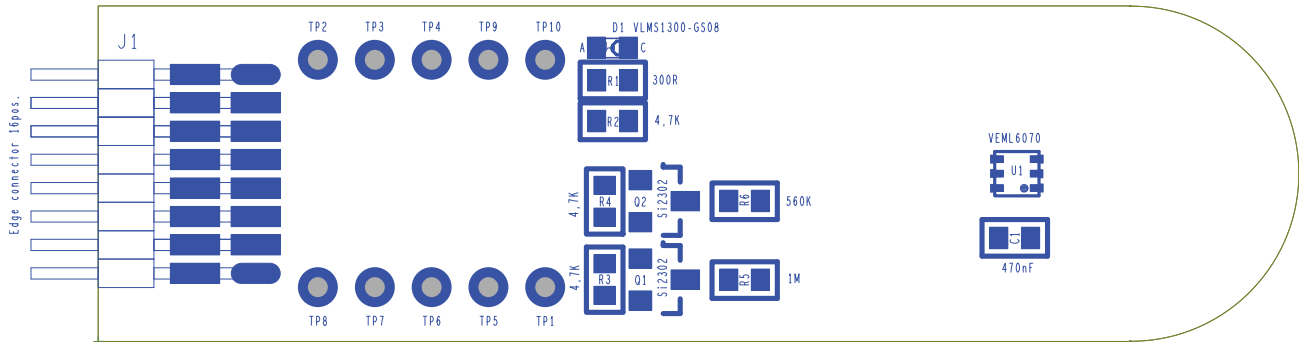 TP2 TP3 TP4 TP9 TP10
D1 VLMS1300-GS08
J1
A C
R1 300R
R2 4,7K
Edge connector 16pos.
VEML6070
U1
4,7K R4 Q2 Si2302 R6 560K
C1
470nF
4,7K R3 Q1 Si2302 R5 1M
TP8 TP7 TP6 TP5 TP1